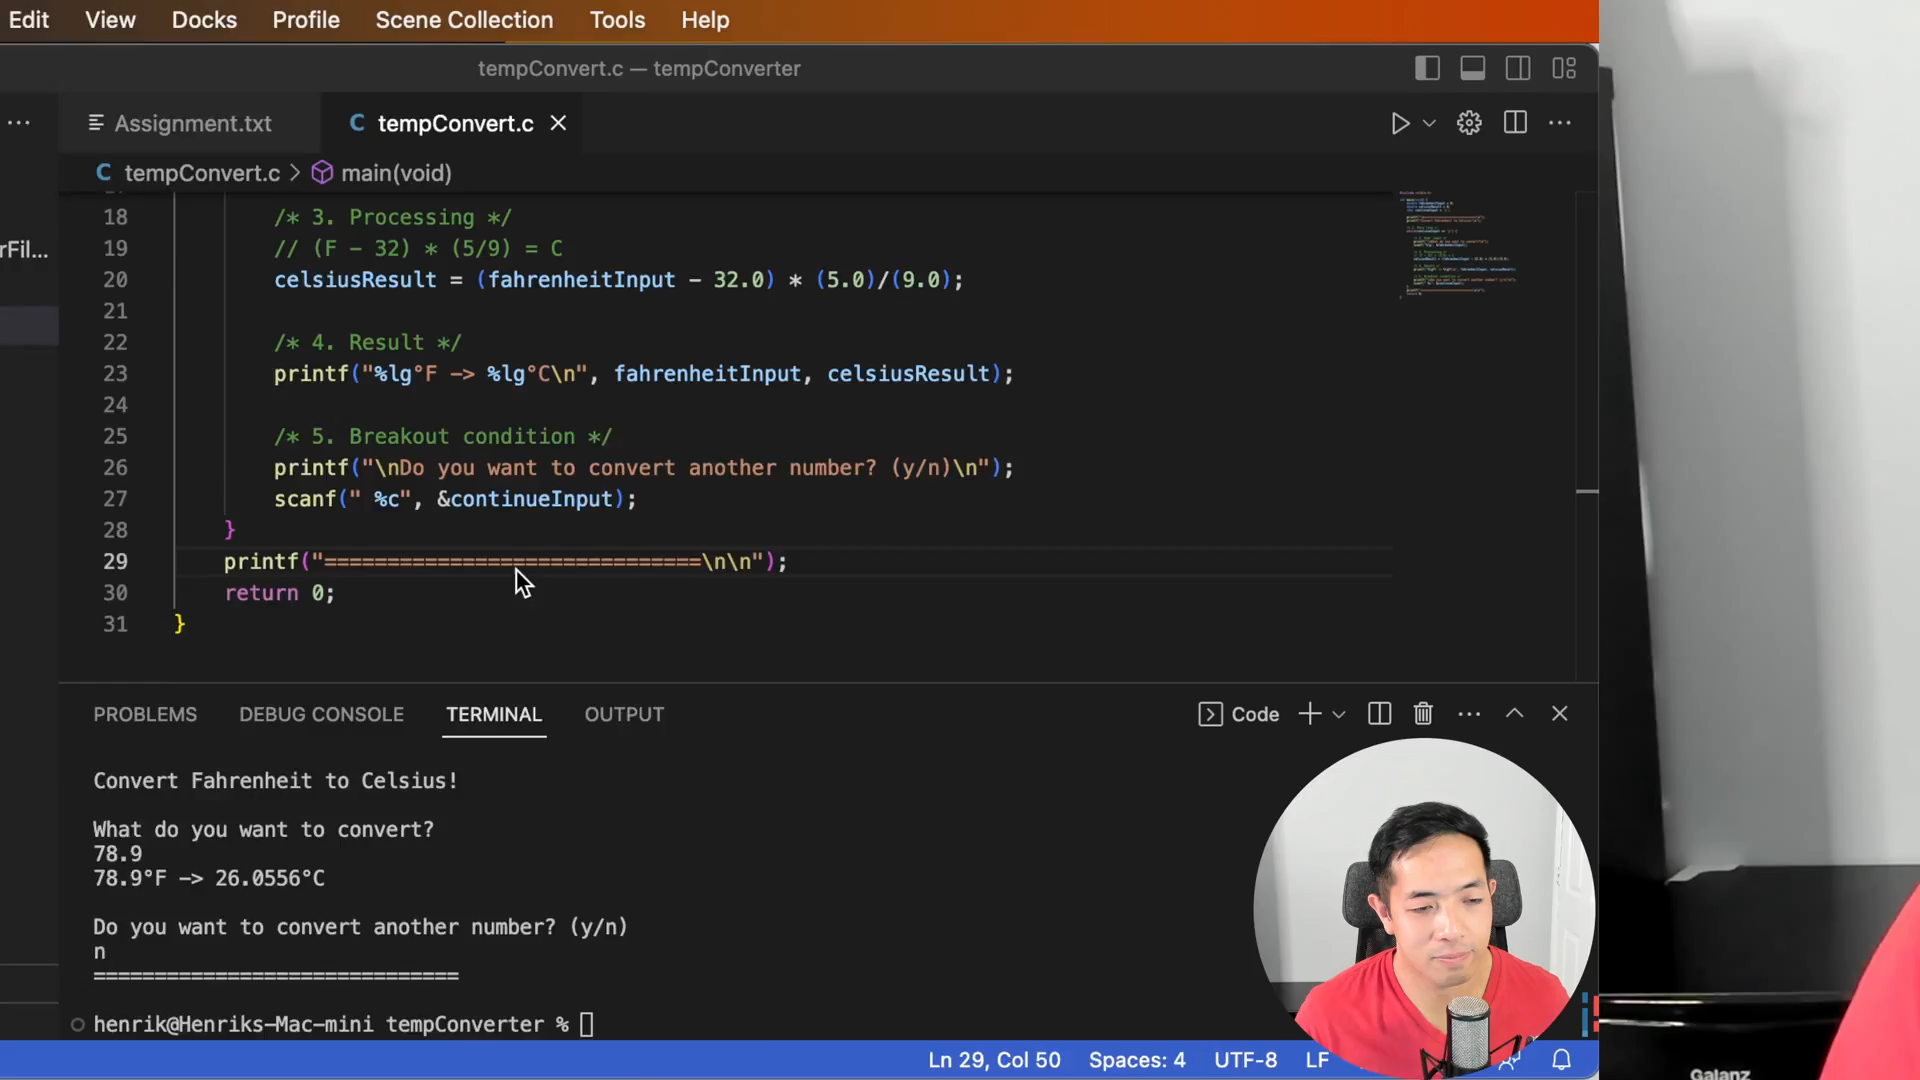 Edit View Docks Profile Scene Collection Tools Help
tempConvert.c — tempConverter
··· Assignment.txt C tempConvert.c
C tempConvert.c > main(void)
18 /* 3. Processing */
rFil... 19 // (F - 32) * (5/9) = C
20 celsiusResult = (fahrenheitInput - 32.0) * (5.0)/(9.0);
21
22 /* 4. Result */
23 printf("%lg°F -> %lg°C\n", fahrenheitInput, celsiusResult);
24
25 /* 5. Breakout condition */
26 printf("\nDo you want to convert another number? (y/n)\n");
27 scanf(" %c", &continueInput);
28 }
29 printf("==============================\n\n");
30 return 0;
31 }
PROBLEMS DEBUG CONSOLE TERMINAL OUTPUT Code
Convert Fahrenheit to Celsius!
What do you want to convert?
78.9
78.9°F -> 26.0556°C
Do you want to convert another number? (y/n)
n
==============================
henrik@Henriks-Mac-mini tempConverter %
Ln 29, Col 50 Spaces: 4 UTF-8 LF
Galanz